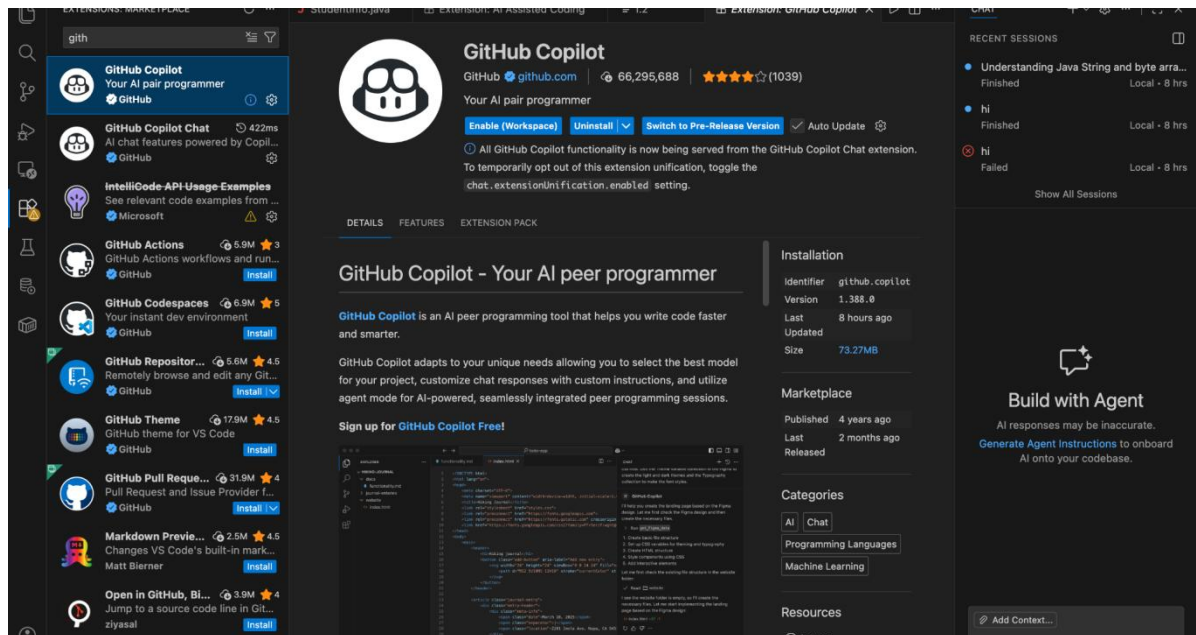 EXTENSIONS: MARKETPLACE
gith
GitHub Copilot
Your AI pair programmer
GitHub
GitHub Copilot Chat 422ms
AI chat features powered by Copil...
GitHub
IntelliCode API Usage Examples
See relevant code examples from ...
Microsoft
GitHub Actions 5.9M 3
GitHub Actions workflows and run...
GitHub Install
GitHub Codespaces 6.9M 5
Your instant dev environment
GitHub Install
GitHub Repositor... 5.6M 4.5
Remotely browse and edit any Git...
GitHub Install
GitHub Theme 17.9M 4.5
GitHub theme for VS Code
GitHub Install
GitHub Pull Reque... 31.9M 4
Pull Request and Issue Provider f...
GitHub Install
Markdown Previe... 2.5M 4.5
Changes VS Code's built-in mark...
Matt Bierner Install
Open in GitHub, Bi... 3.9M 4
Jump to a source code line in Git...
ziyasal Install
StudentInfo.java Extension: AI Assisted Coding 1.2 Extension: GitHub Copilot
GitHub Copilot
GitHub github.com 66,295,688 (1039)
Your AI pair programmer
Enable (Workspace) Uninstall Switch to Pre-Release Version Auto Update
All GitHub Copilot functionality is now being served from the GitHub Copilot Chat extension.
To temporarily opt out of this extension unification, toggle the
chat.extensionUnification.enabled setting.
DETAILS FEATURES EXTENSION PACK
GitHub Copilot - Your AI peer programmer
GitHub Copilot is an AI peer programming tool that helps you write code faster
and smarter.
GitHub Copilot adapts to your unique needs allowing you to select the best model
for your project, customize chat responses with custom instructions, and utilize
agent mode for AI-powered, seamlessly integrated peer programming sessions.
Sign up for GitHub Copilot Free!
Installation
Identifier github.copilot
Version 1.388.0
Last 8 hours ago
Updated
Size 73.27MB
Marketplace
Published 4 years ago
Last 2 months ago
Released
Categories
AI Chat
Programming Languages
Machine Learning
Resources
CHAT
RECENT SESSIONS
Understanding Java String and byte arra...
Finished Local • 8 hrs
hi
Finished Local • 8 hrs
hi
Failed Local • 8 hrs
Show All Sessions
Build with Agent
AI responses may be inaccurate.
Generate Agent Instructions to onboard
AI onto your codebase.
Add Context...